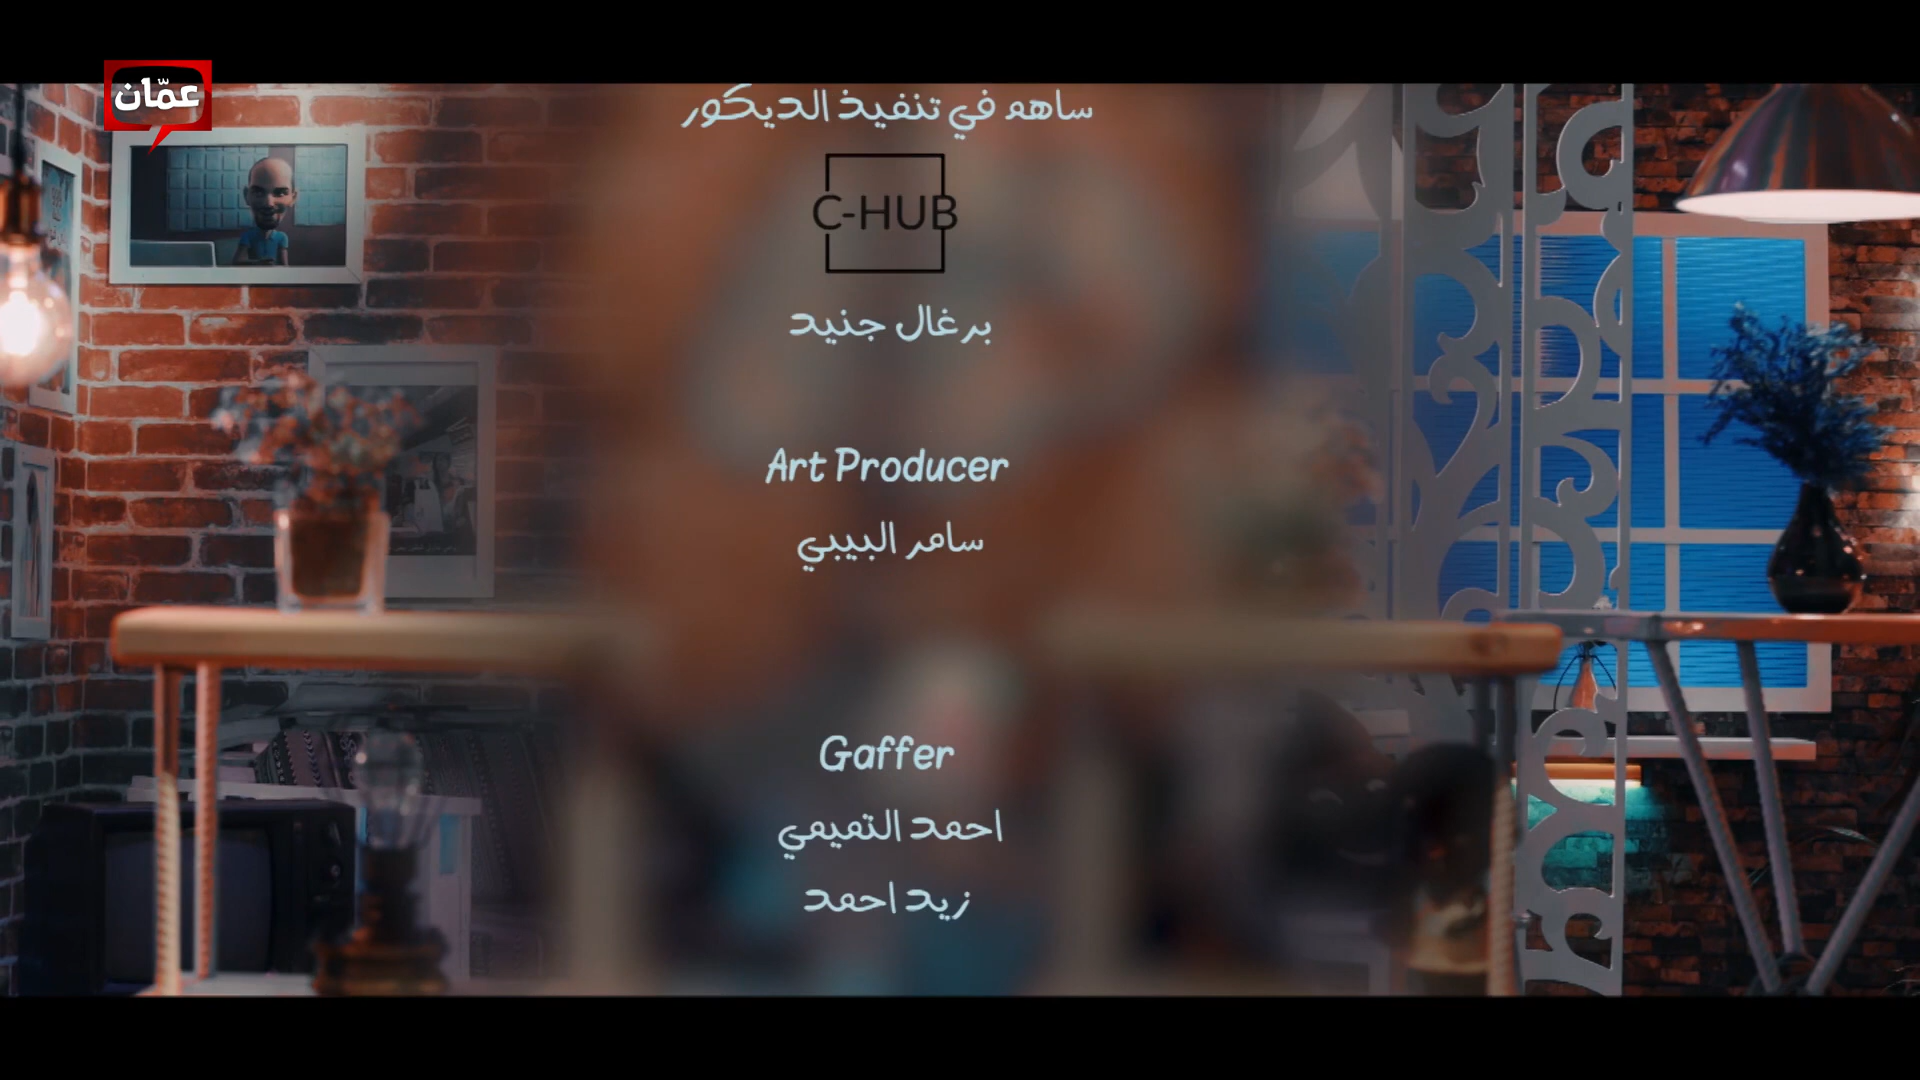 عمّان
ساهم في تنفيذ الديكور
C-HUB
برغال جنيد
Art Producer
سامر البيبي
Gaffer
احمد التميمي
زيد احمد